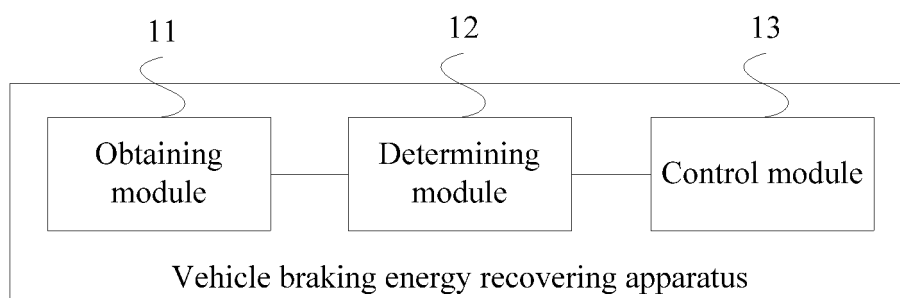 11 12 13
Obtaining module
Determining module
Control module
Vehicle braking energy recovering apparatus